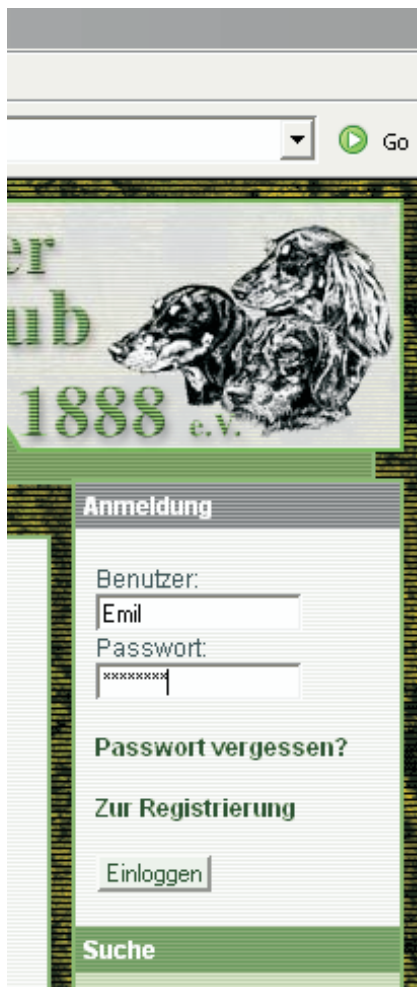 Go
er
ub
1888 e.V.
Anmeldung
Benutzer:
Emil
Passwort:
********
Passwort vergessen?
Zur Registrierung
Einloggen
Suche